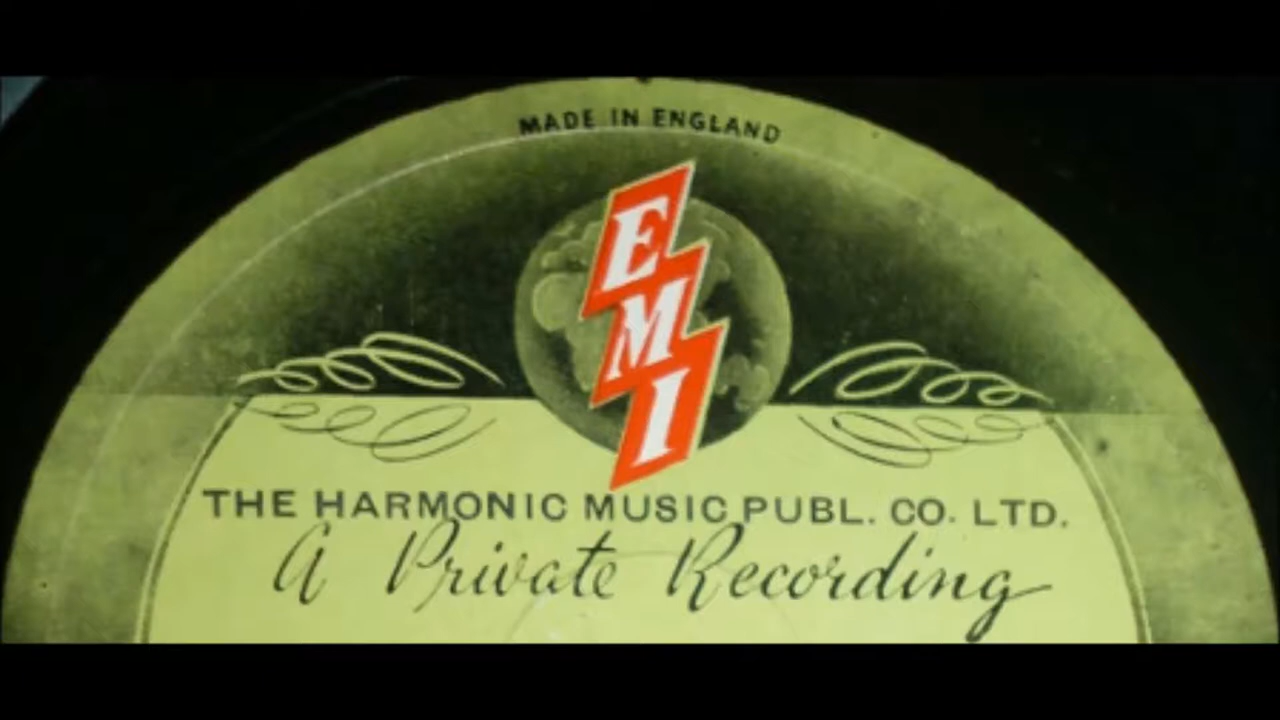 MADE IN ENGLAND
EMI
THE HARMONIC MUSIC PUBL. CO. LTD.
A Private Recording